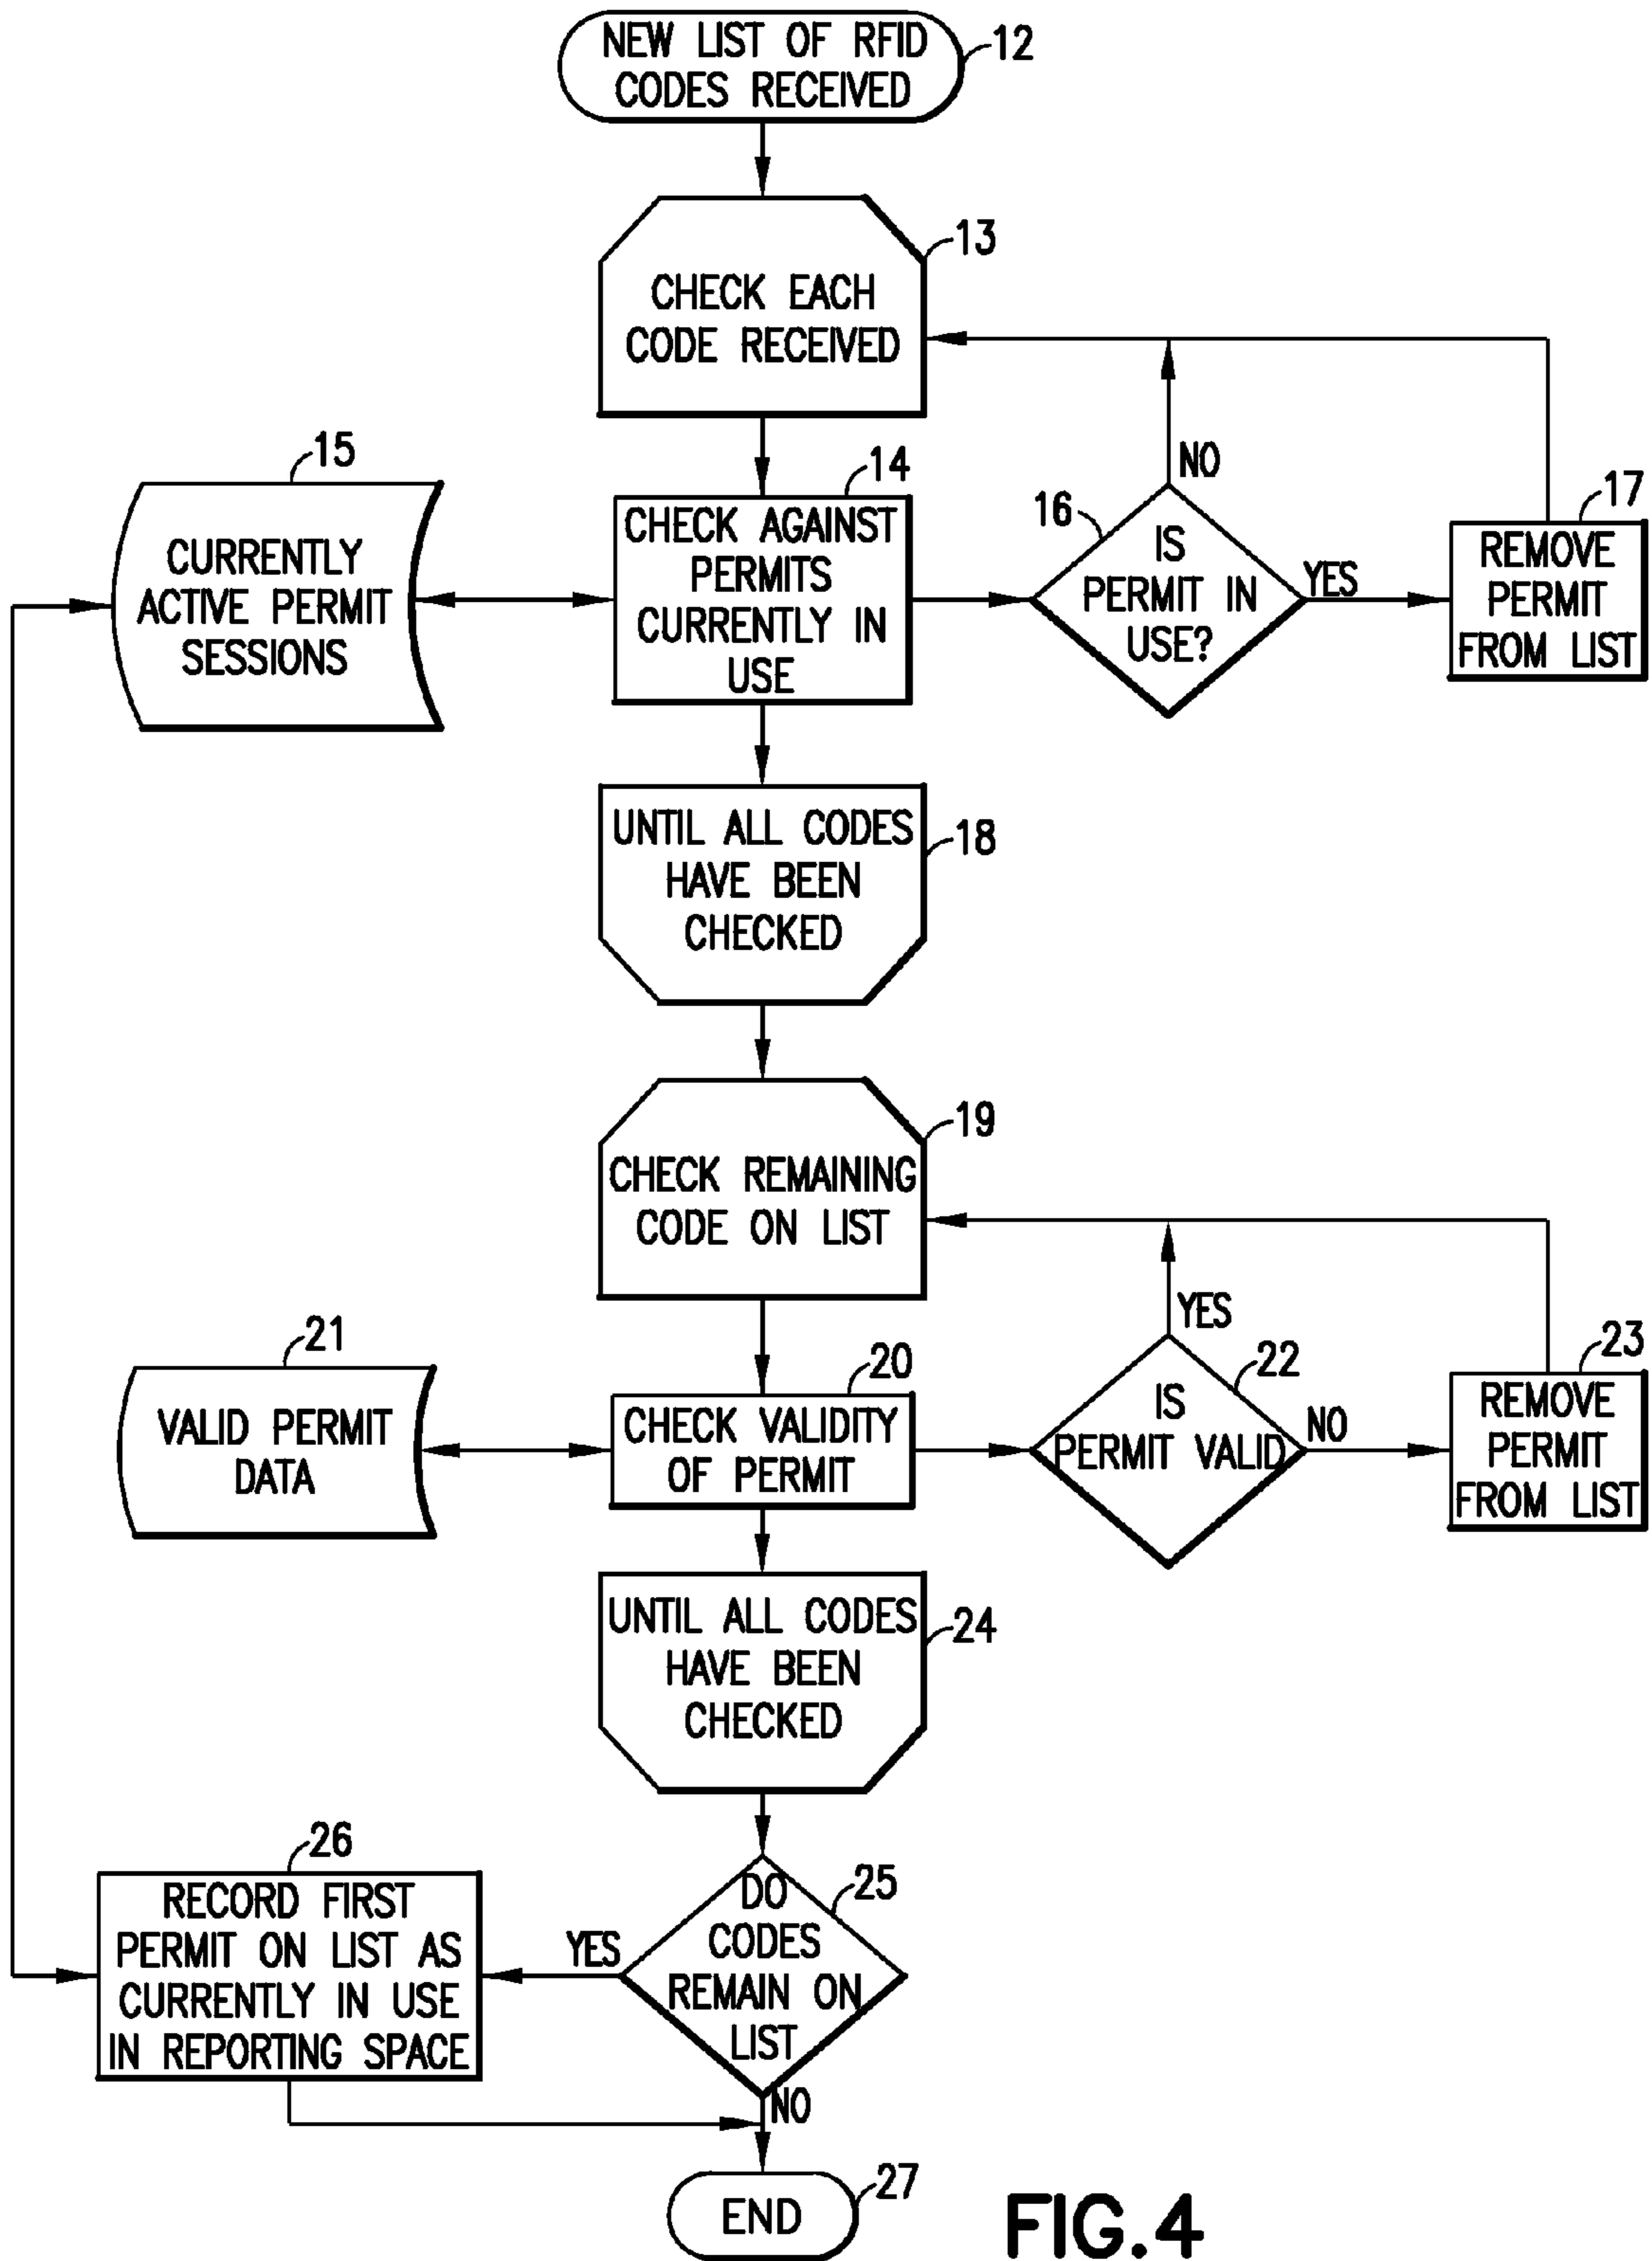 NEW LIST OF RFID
CODES RECEIVED
12
CHECK EACH
CODE RECEIVED
13
CURRENTLY
ACTIVE PERMIT
SESSIONS
15
CHECK AGAINST
PERMITS
CURRENTLY IN
USE
14
IS
PERMIT IN
USE?
16
NO
YES
REMOVE
PERMIT
FROM LIST
17
UNTIL ALL CODES
HAVE BEEN
CHECKED
18
CHECK REMAINING
CODE ON LIST
19
VALID PERMIT
DATA
21
CHECK VALIDITY
OF PERMIT
20
IS
PERMIT VALID
22
YES
NO
REMOVE
PERMIT
FROM LIST
23
UNTIL ALL CODES
HAVE BEEN
CHECKED
24
DO
CODES
REMAIN ON
LIST
25
YES
NO
RECORD FIRST
PERMIT ON LIST AS
CURRENTLY IN USE
IN REPORTING SPACE
26
END
27
FIG.4